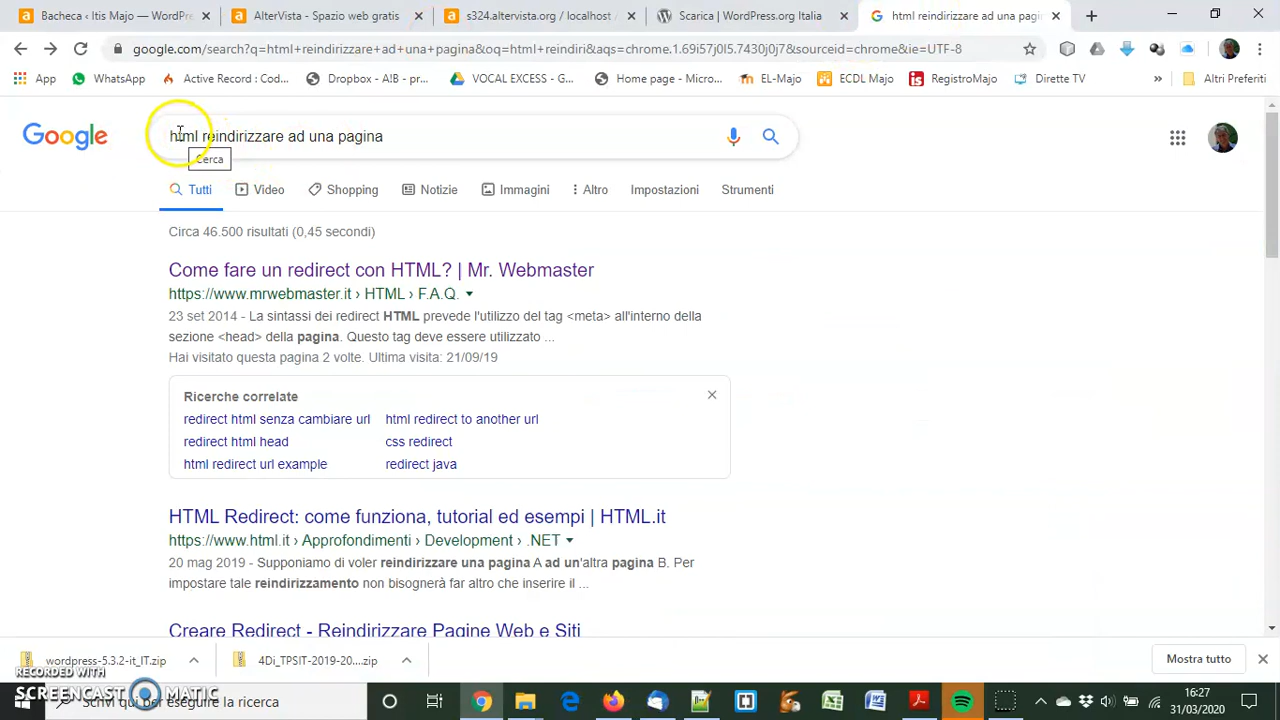 Bacheca ‹ Itis Majo — WordPre
AlterVista - Spazio web gratis
s324.altervista.org / localhost /
Scarica | WordPress.org Italia
html reindirizzare ad una pagin
google.com/search?q=html+reindirizzare+ad+una+pagina&oq=html+reindiri&aqs=chrome.1.69i57j0l5.7430j0j7&sourceid=chrome&ie=UTF-8
App
WhatsApp
Active Record : Cod...
Dropbox - AIB - pr...
VOCAL EXCESS - G...
Home page - Micro...
EL-Majo
ECDL Majo
RegistroMajo
Dirette TV
»
Altri Preferiti
Google
html reindirizzare ad una pagina
Cerca
Tutti
Video
Shopping
Notizie
Immagini
Altro
Impostazioni
Strumenti
Circa 46.500 risultati (0,45 secondi)
Come fare un redirect con HTML? | Mr. Webmaster
https://www.mrwebmaster.it › HTML › F.A.Q.
23 set 2014 - La sintassi dei redirect HTML prevede l'utilizzo del tag <meta> all'interno della
sezione <head> della pagina. Questo tag deve essere utilizzato ...
Hai visitato questa pagina 2 volte. Ultima visita: 21/09/19
Ricerche correlate
redirect html senza cambiare url
html redirect to another url
redirect html head
css redirect
html redirect url example
redirect java
HTML Redirect: come funziona, tutorial ed esempi | HTML.it
https://www.html.it › Approfondimenti › Development › .NET
20 mag 2019 - Supponiamo di voler reindirizzare una pagina A ad un'altra pagina B. Per
impostare tale reindirizzamento non bisognerà far altro che inserire il ...
Creare Redirect - Reindirizzare Pagine Web e Siti
wordpress-5.3.2-it_IT.zip
4Di_TPSIT-2019-20....zip
Mostra tutto
RECORDED WITH
SCREENCAST MATIC
Scrivi qui per eseguire la ricerca
16:27
31/03/2020